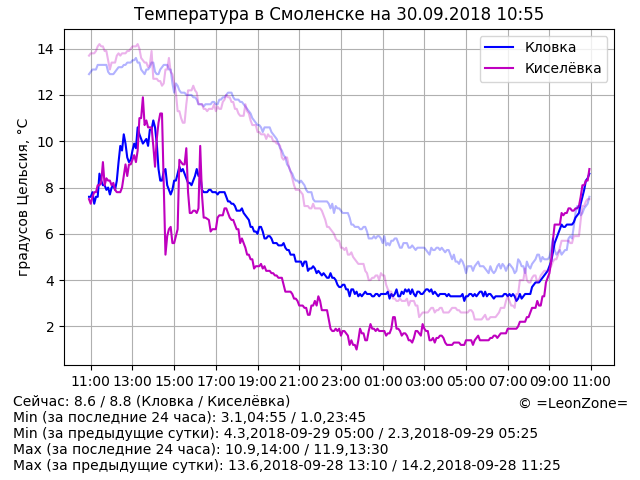 Температура в Смоленске на 30.09.2018 10:55
Кловка
Киселёвка
градусов Цельсия, °C
14
12
10
8
6
4
2
11:00 13:00 15:00 17:00 19:00 21:00 23:00 01:00 03:00 05:00 07:00 09:00 11:00
Сейчас: 8.6 / 8.8 (Кловка / Киселёвка)
© =LeonZone=
Min (за последние 24 часа): 3.1,04:55 / 1.0,23:45
Min (за предыдущие сутки): 4.3,2018-09-29 05:00 / 2.3,2018-09-29 05:25
Max (за последние 24 часа): 10.9,14:00 / 11.9,13:30
Max (за предыдущие сутки): 13.6,2018-09-28 13:10 / 14.2,2018-09-28 11:25